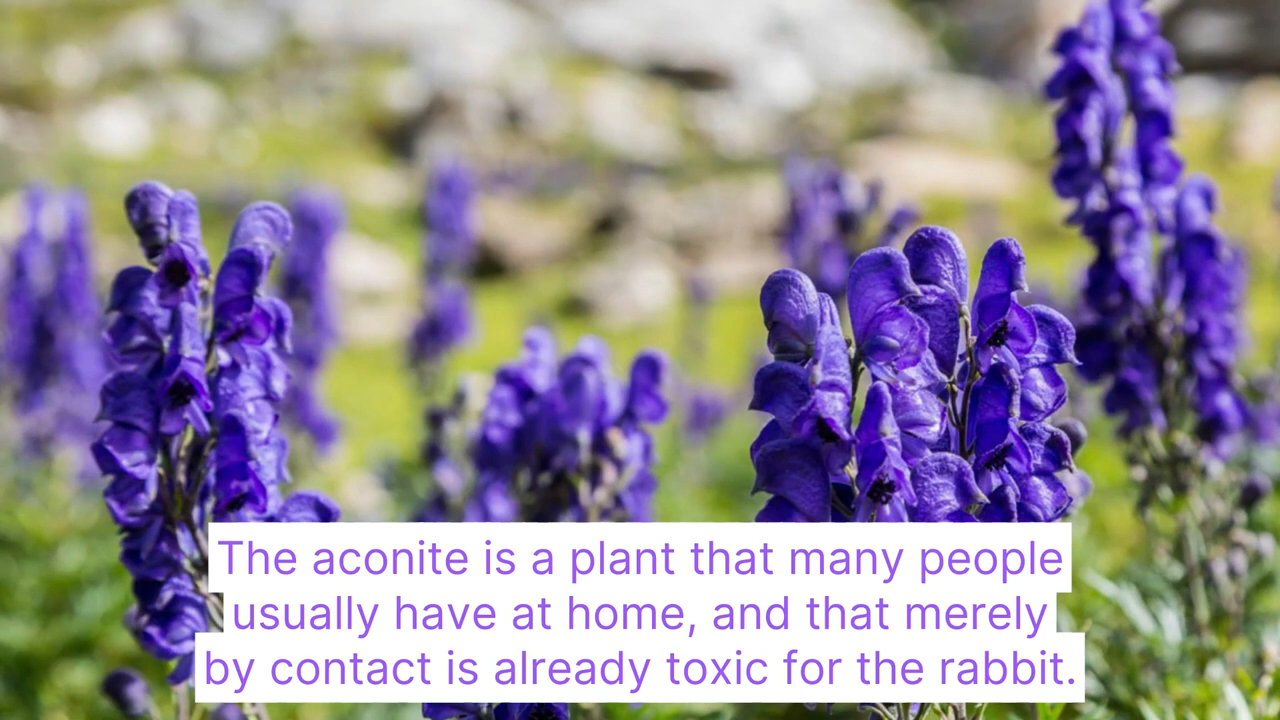 The aconite is a plant that many people
usually have at home, and that merely
by contact is already toxic for the rabbit.